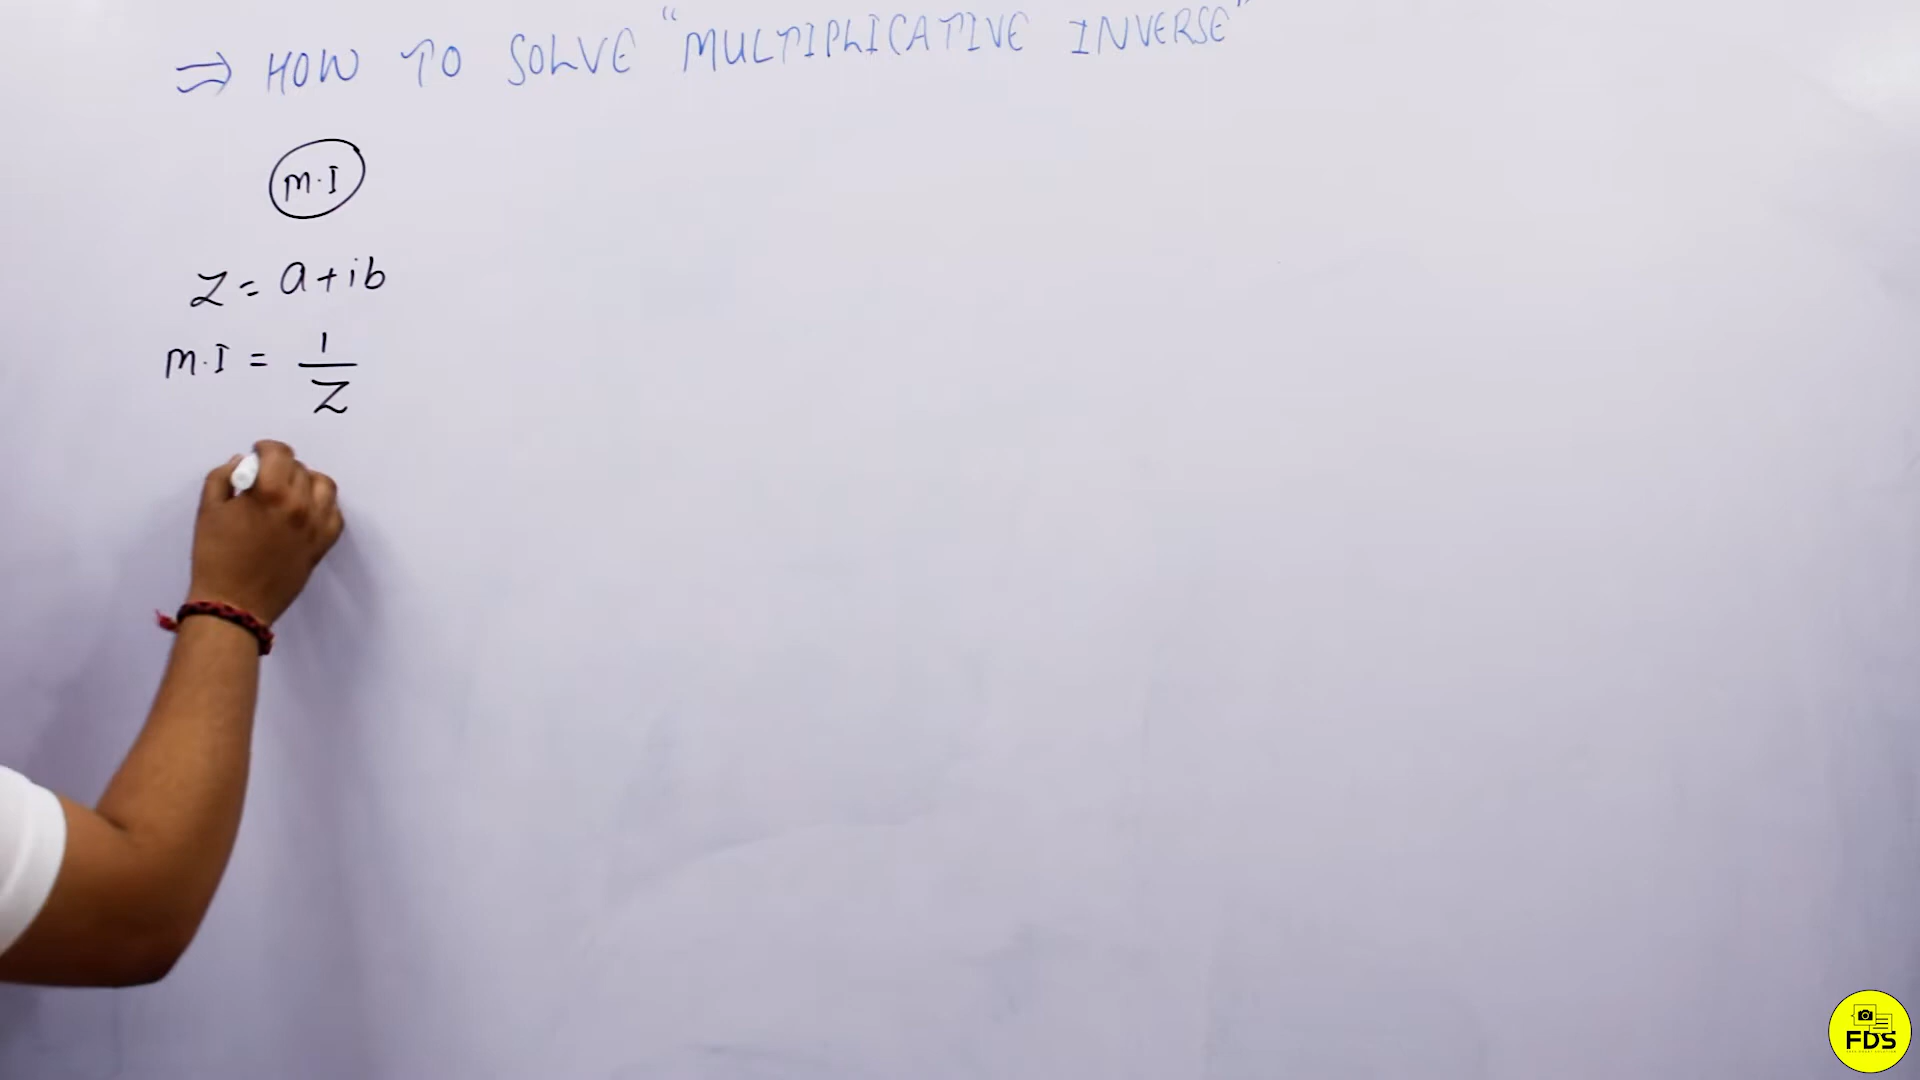 ⇒ HOW TO SOLVE "MULTIPLICATIVE INVERSE"
M.I
Z = a+ib
M.I = 1/Z
FDS